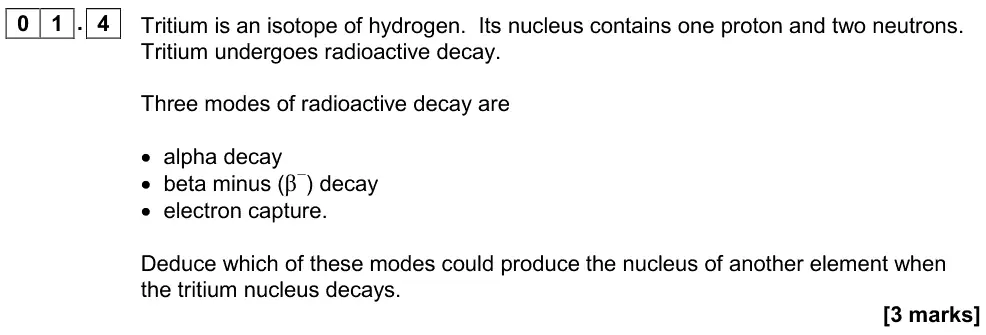 0 1 . 4 Tritium is an isotope of hydrogen. Its nucleus contains one proton and two neutrons.
Tritium undergoes radioactive decay.
Three modes of radioactive decay are
• alpha decay
• beta minus (β⁻) decay
• electron capture.
Deduce which of these modes could produce the nucleus of another element when
the tritium nucleus decays.
[3 marks]